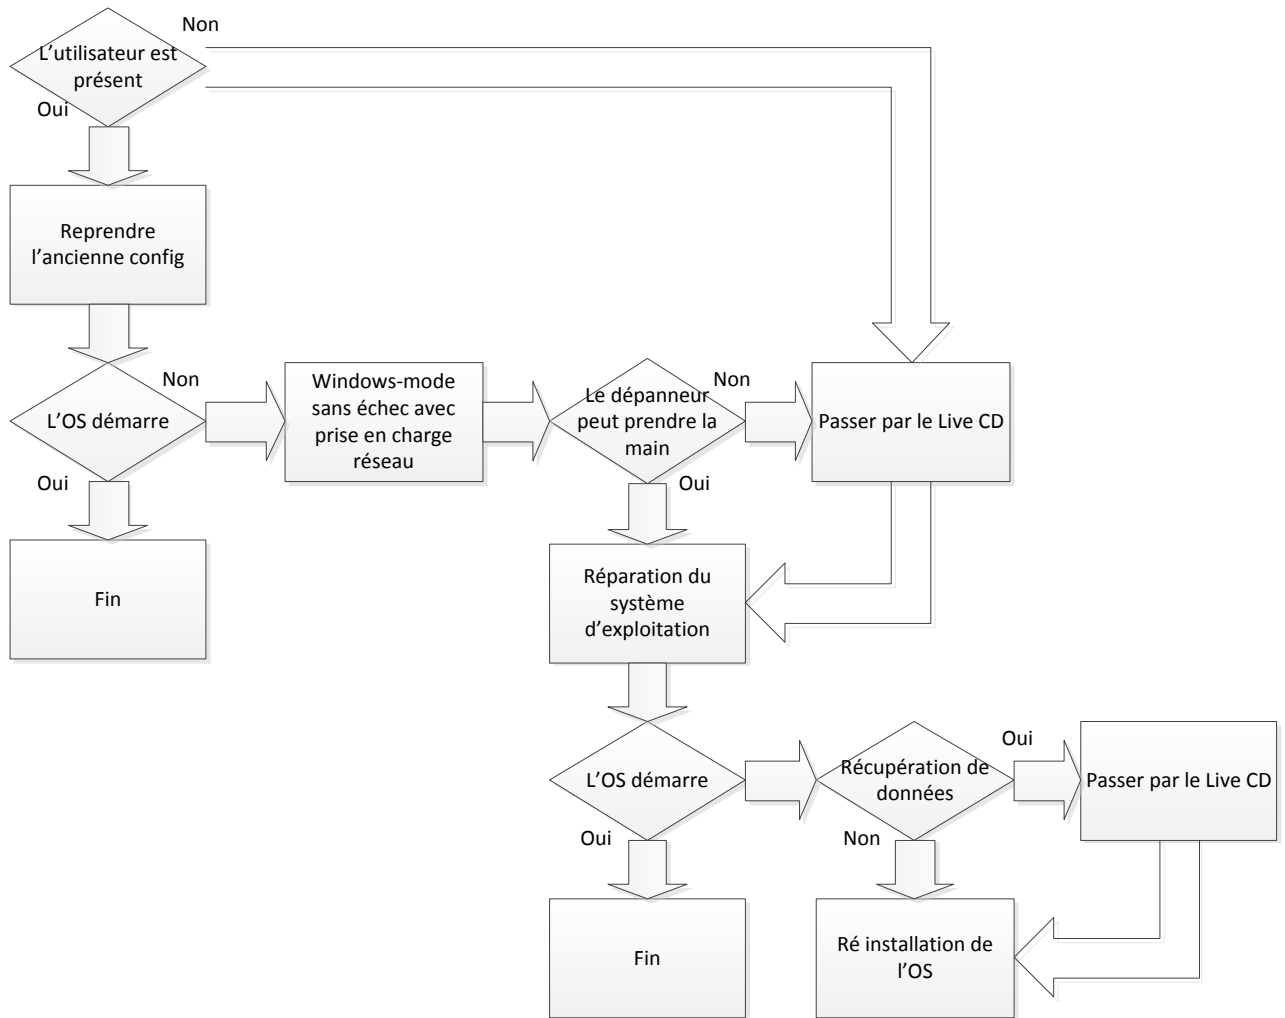 Non
L'utilisateur est
présent
Oui
Reprendre
l'ancienne config
Non
L'OS démarre
Oui
Windows-mode
sans échec avec
prise en charge
réseau
Le dépanneur
peut prendre la
main
Non
Oui
Passer par le Live CD
Fin
Réparation du
système
d'exploitation
L'OS démarre
Oui
Récupération de
données
Oui
Non
Passer par le Live CD
Fin
Ré installation de
l'OS